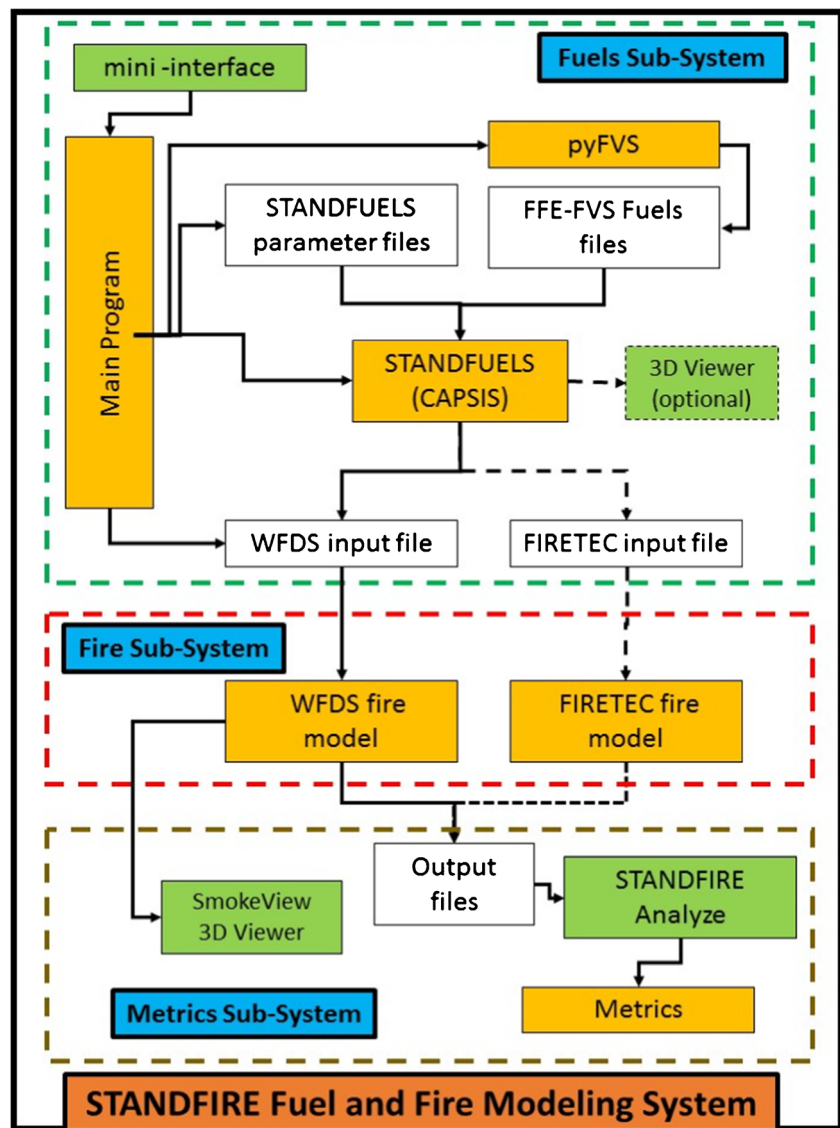 mini -interface
Fuels Sub-System
pyFVS
Main Program
STANDFUELS
parameter files
FFE-FVS Fuels
files
STANDFUELS
(CAPSIS)
3D Viewer
(optional)
WFDS input file
FIRETEC input file
Fire Sub-System
WFDS fire
model
FIRETEC fire
model
Output
files
STANDFIRE
Analyze
SmokeView
3D Viewer
Metrics
Metrics Sub-System
STANDFIRE Fuel and Fire Modeling System